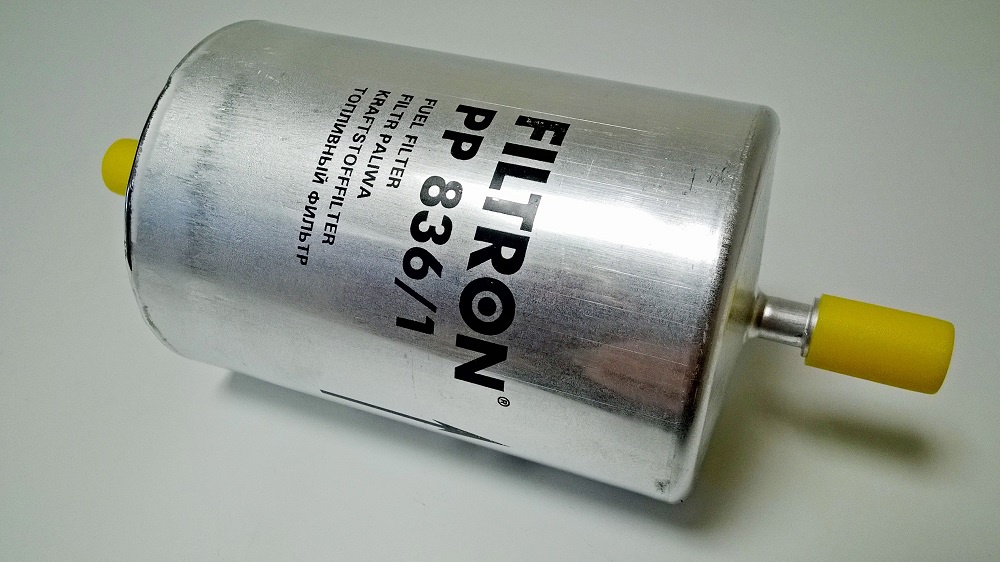 FILTRON®
PP 836/1
FUEL FILTER
FILTR PALIWA
KRAFTSTOFFFILTER
ТОПЛИВНЫЙ ФИЛЬТР